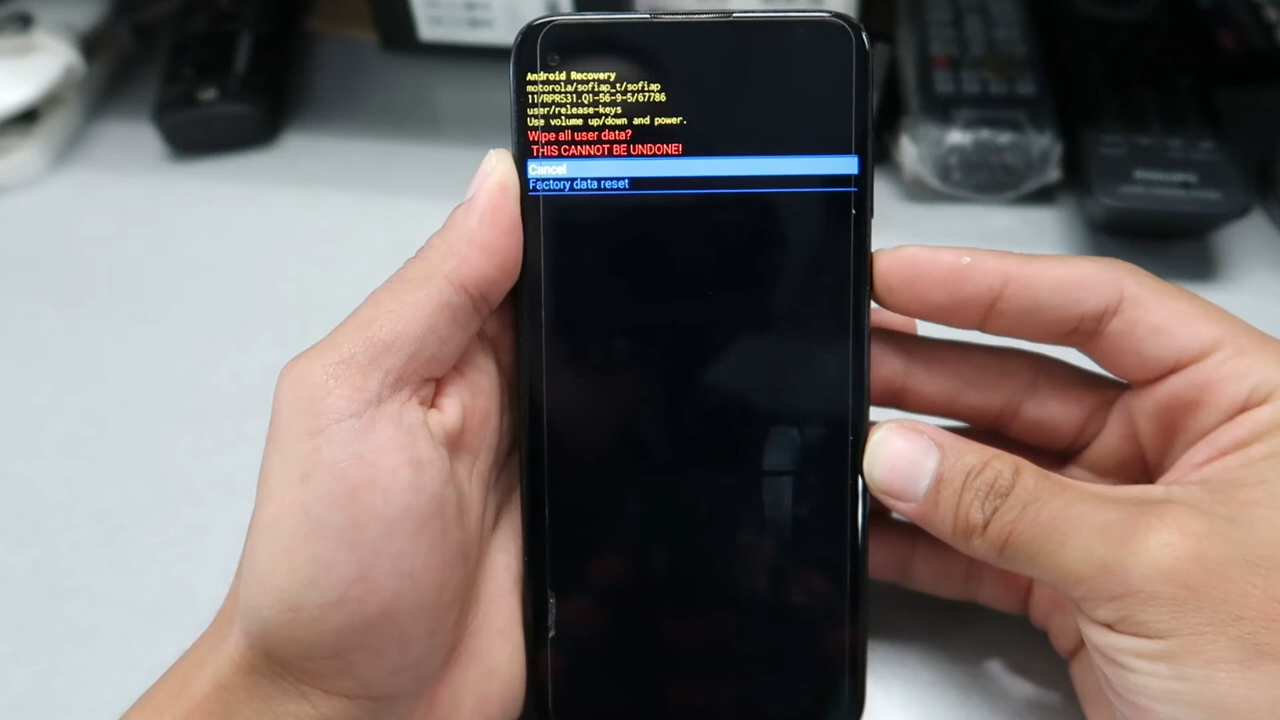 Android Recovery
motorola/sofiap_t/sofiap
11/RPRS31.Q1-56-9-5/67786
user/release-keys
Use volume up/down and power.
Wipe all user data?
THIS CANNOT BE UNDONE!
Cancel
Factory data reset